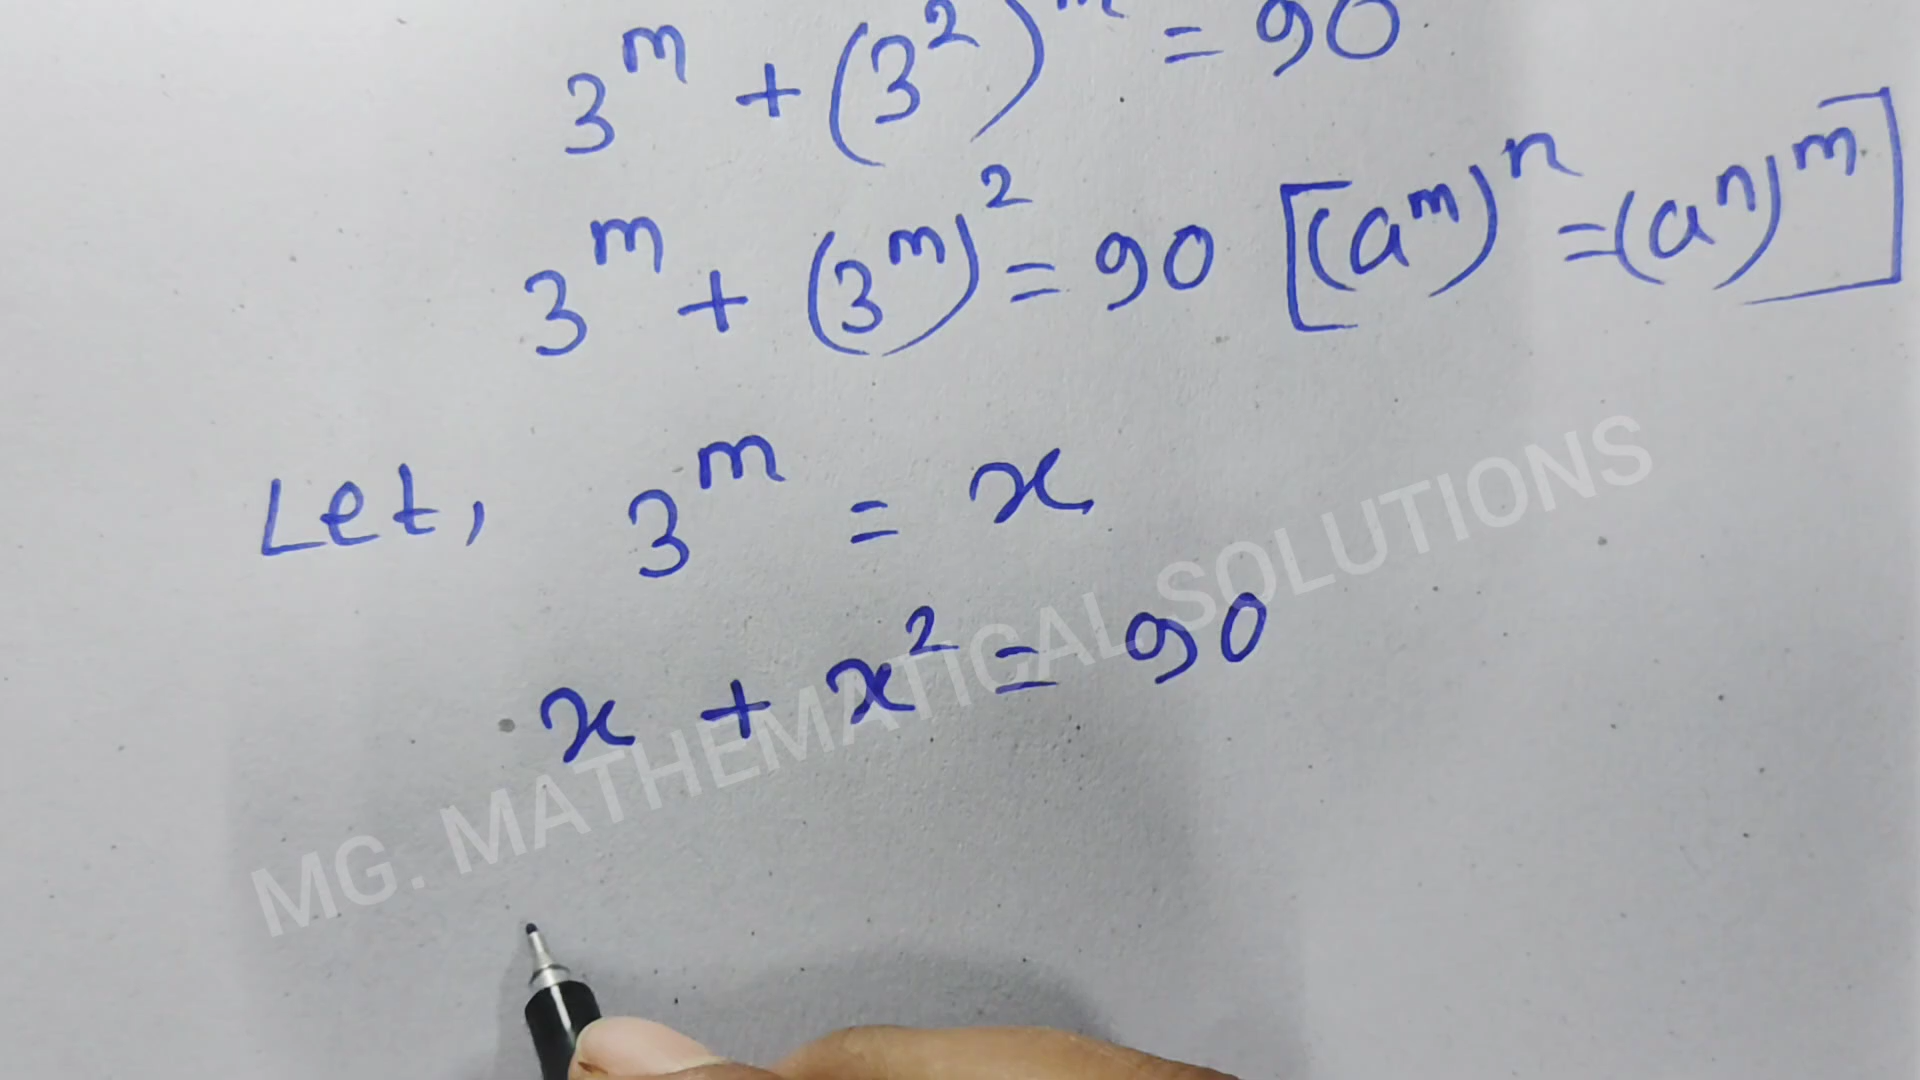 3^m + (3^2)^m = 90
3^m + (3^m)^2 = 90 [(a^m)^n = (a^n)^m]
Let, 3^m = x
x + x^2 = 90
MG. MATHEMATICAL SOLUTIONS